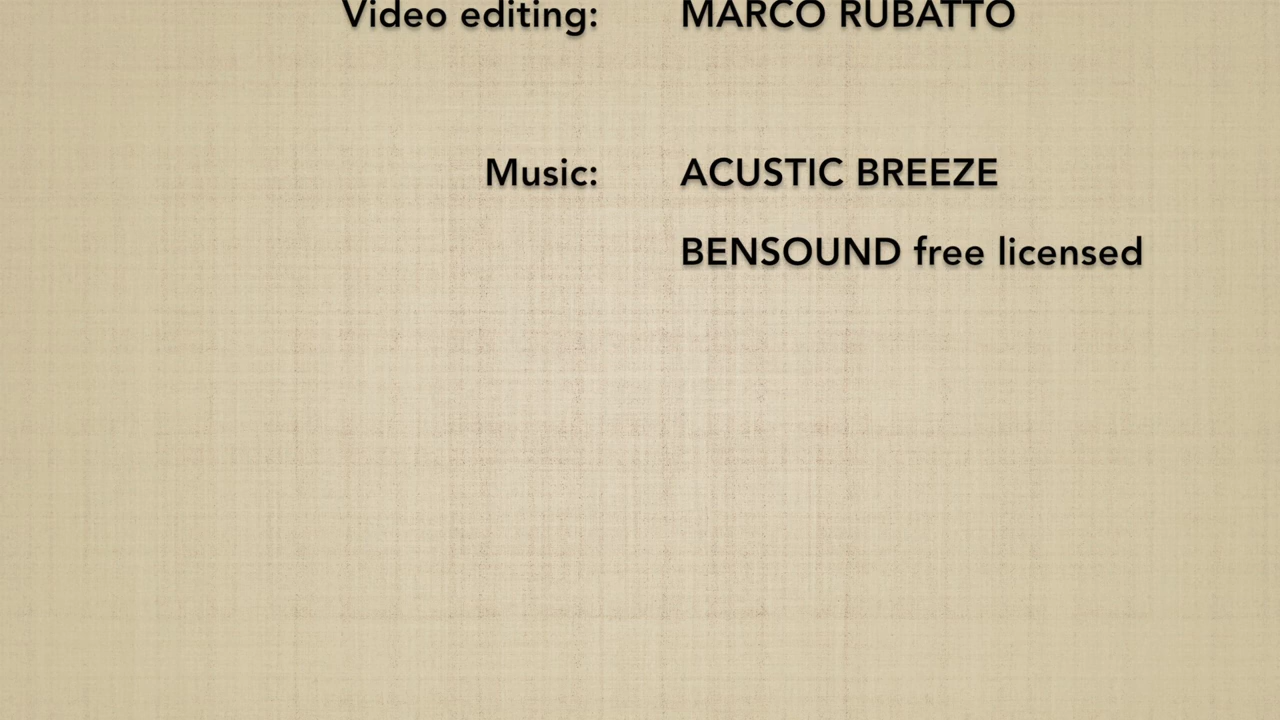 Video editing: MARCO RUBATTO
Music: ACUSTIC BREEZE
BENSOUND free licensed